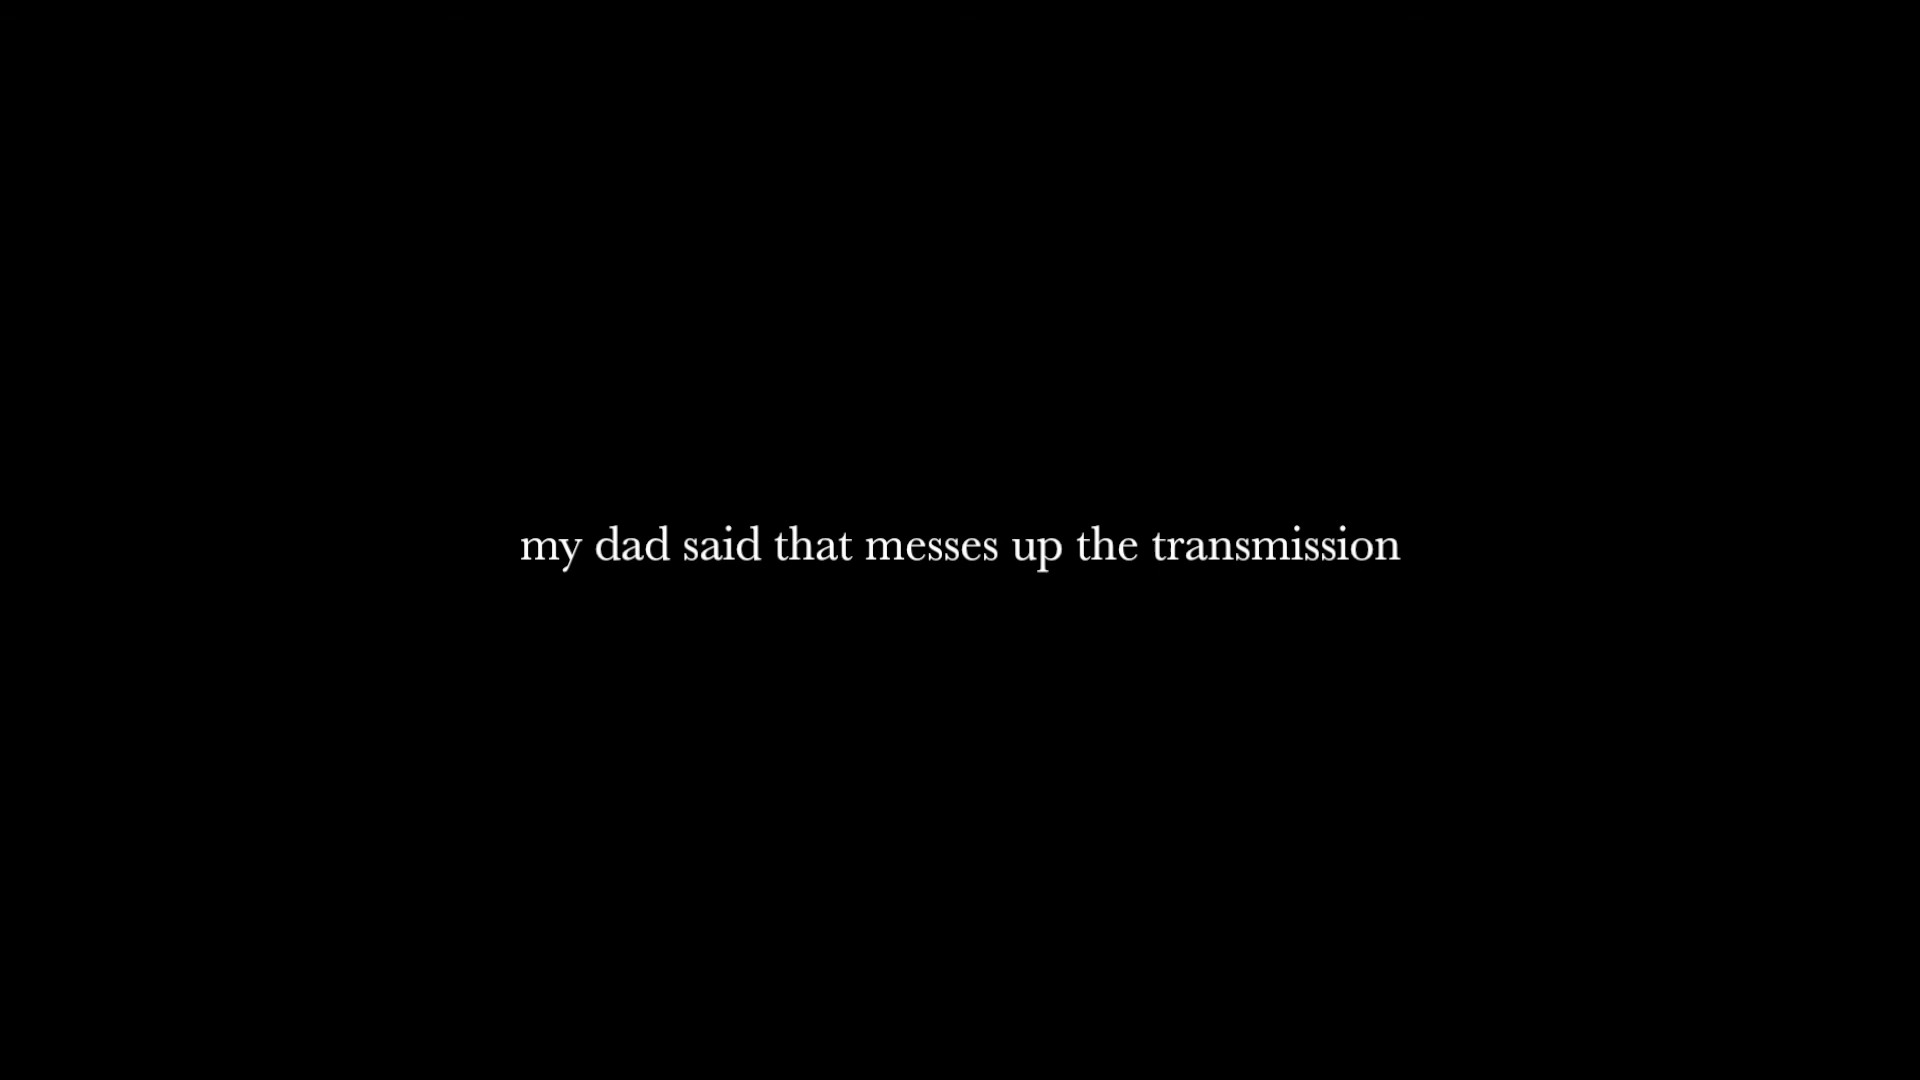 my dad said that messes up the transmission